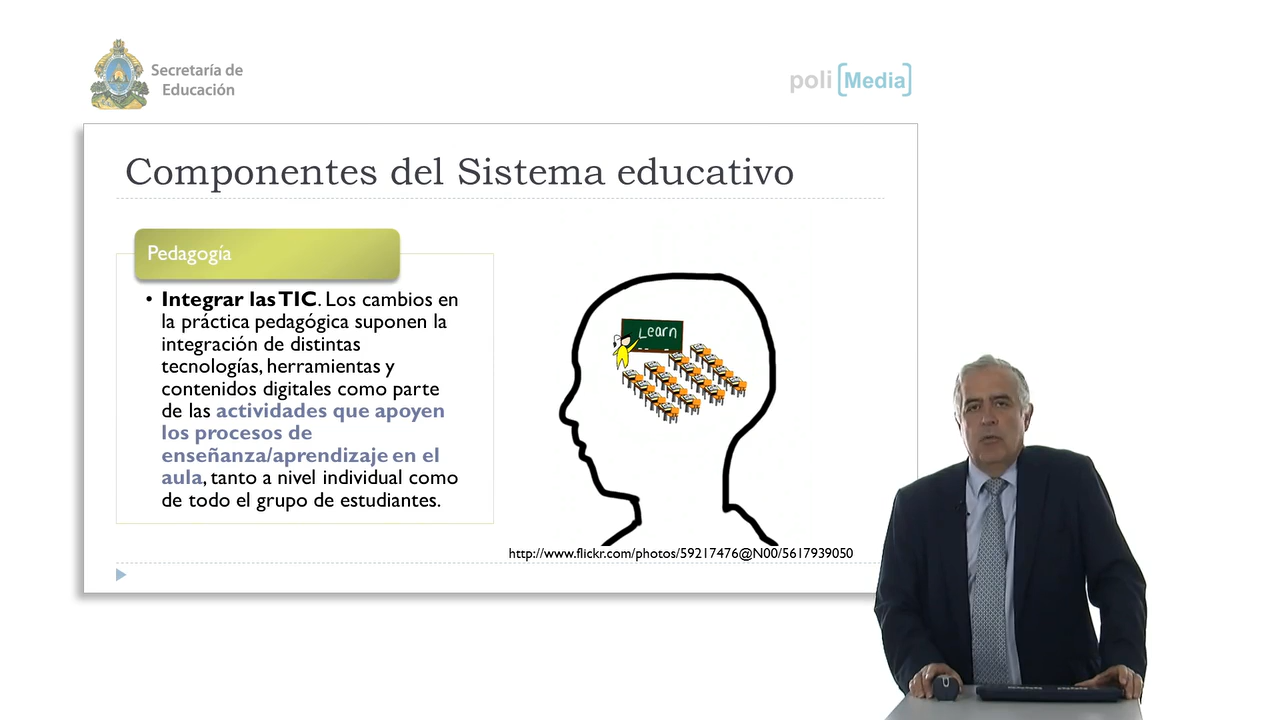 Secretaría de
Educación
poli [Media]
Componentes del Sistema educativo
Pedagogía
• Integrar las TIC. Los cambios en
la práctica pedagógica suponen la
integración de distintas
tecnologías, herramientas y
contenidos digitales como parte
de las actividades que apoyen
los procesos de
enseñanza/aprendizaje en el
aula, tanto a nivel individual como
de todo el grupo de estudiantes.
Learn
http://www.flickr.com/photos/59217476@N00/5617939050